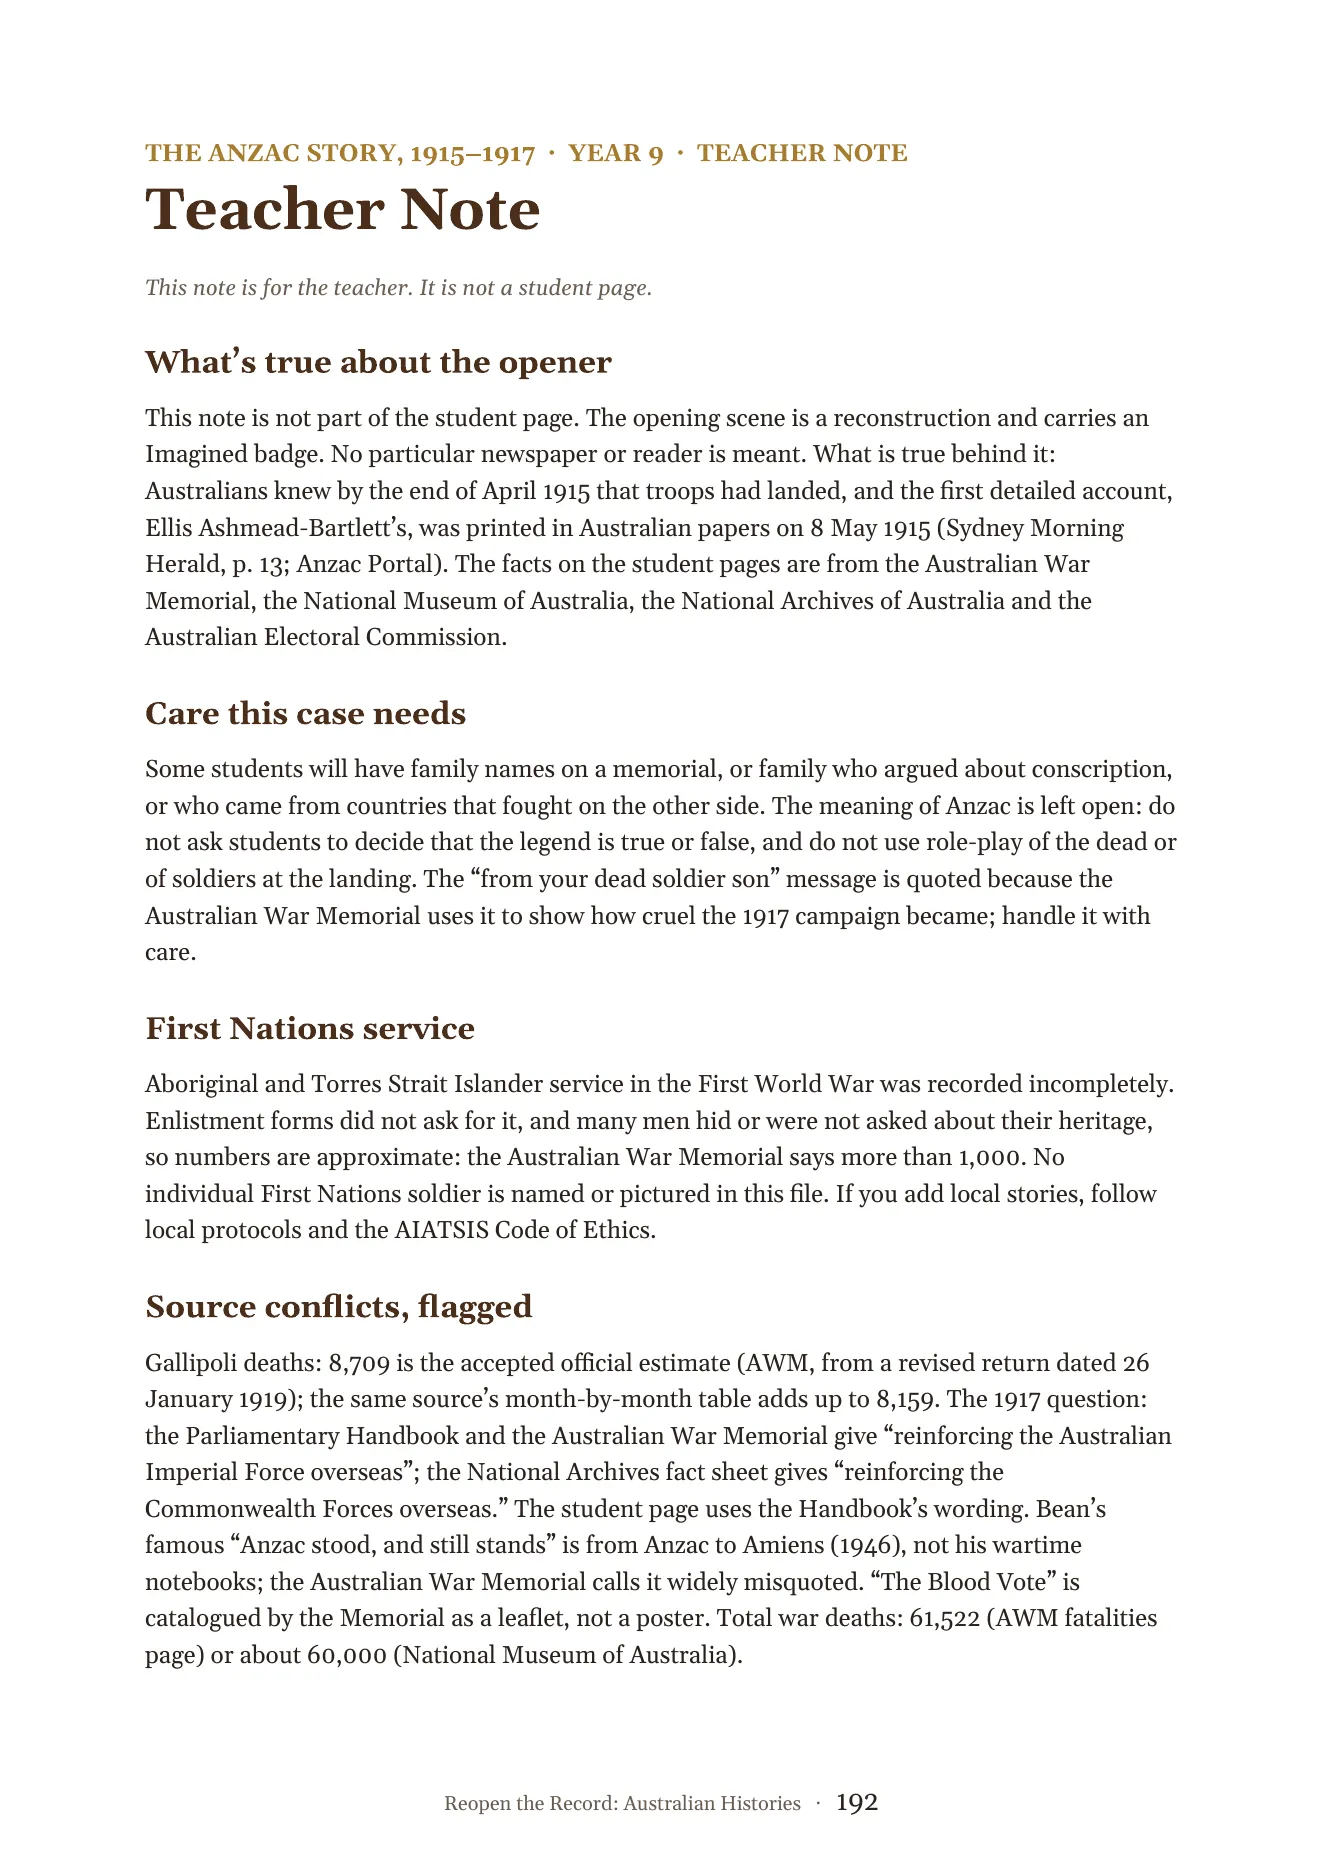 THE ANZAC STORY, 1915–1917 · YEAR 9 · TEACHER NOTE
Teacher Note
This note is for the teacher. It is not a student page.
What’s true about the opener
This note is not part of the student page. The opening scene is a reconstruction and carries an
Imagined badge. No particular newspaper or reader is meant. What is true behind it:
Australians knew by the end of April 1915 that troops had landed, and the first detailed account,
Ellis Ashmead-Bartlett’s, was printed in Australian papers on 8 May 1915 (Sydney Morning
Herald, p. 13; Anzac Portal). The facts on the student pages are from the Australian War
Memorial, the National Museum of Australia, the National Archives of Australia and the
Australian Electoral Commission.
Care this case needs
Some students will have family names on a memorial, or family who argued about conscription,
or who came from countries that fought on the other side. The meaning of Anzac is left open: do
not ask students to decide that the legend is true or false, and do not use role-play of the dead or
of soldiers at the landing. The “from your dead soldier son” message is quoted because the
Australian War Memorial uses it to show how cruel the 1917 campaign became; handle it with
care.
First Nations service
Aboriginal and Torres Strait Islander service in the First World War was recorded incompletely.
Enlistment forms did not ask for it, and many men hid or were not asked about their heritage,
so numbers are approximate: the Australian War Memorial says more than 1,000. No
individual First Nations soldier is named or pictured in this file. If you add local stories, follow
local protocols and the AIATSIS Code of Ethics.
Source conflicts, flagged
Gallipoli deaths: 8,709 is the accepted official estimate (AWM, from a revised return dated 26
January 1919); the same source’s month-by-month table adds up to 8,159. The 1917 question:
the Parliamentary Handbook and the Australian War Memorial give “reinforcing the Australian
Imperial Force overseas”; the National Archives fact sheet gives “reinforcing the
Commonwealth Forces overseas.” The student page uses the Handbook’s wording. Bean’s
famous “Anzac stood, and still stands” is from Anzac to Amiens (1946), not his wartime
notebooks; the Australian War Memorial calls it widely misquoted. “The Blood Vote” is
catalogued by the Memorial as a leaflet, not a poster. Total war deaths: 61,522 (AWM fatalities
page) or about 60,000 (National Museum of Australia).
Reopen the Record: Australian Histories · 192